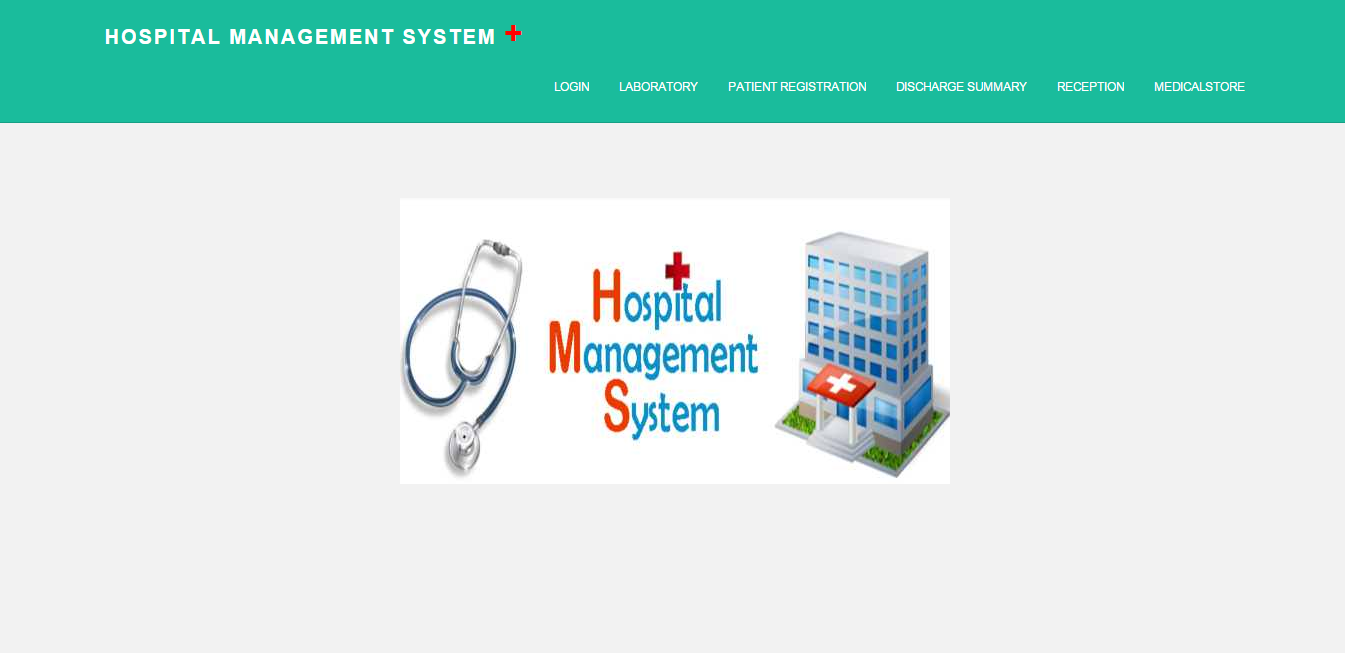 HOSPITAL MANAGEMENT SYSTEM +
LOGIN LABORATORY PATIENT REGISTRATION DISCHARGE SUMMARY RECEPTION MEDICALSTORE
Hospital
Management
System